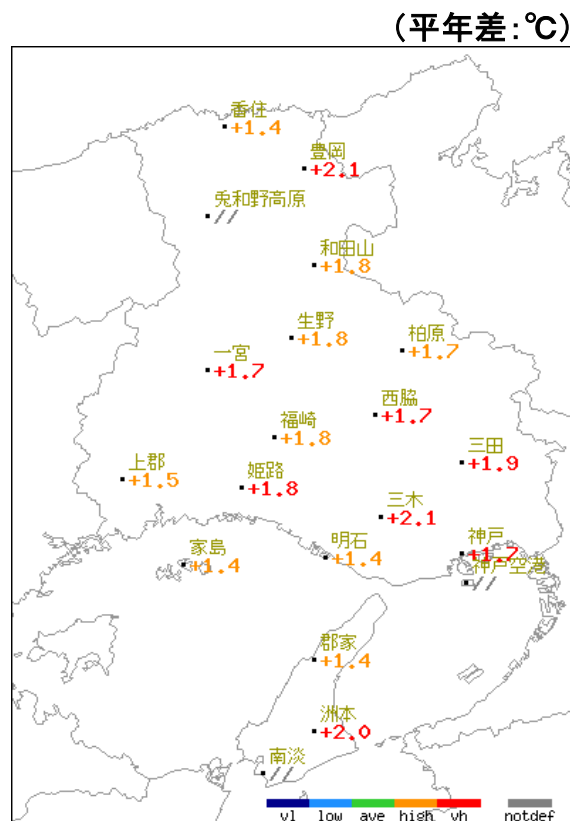 (平年差:℃)
香住
+1.4
豊岡
+2.1
兎和野高原
//
和田山
+1.8
生野
+1.8
柏原
+1.7
一宮
+1.7
西脇
+1.7
福崎
+1.8
三田
+1.9
上郡
+1.5
姫路
+1.8
三木
+2.1
神戸
+1.7
家島
+1.4
明石
+1.4
神戸空港
//
郡家
+1.4
洲本
+2.0
南淡
//
vl low ave high vh notdef